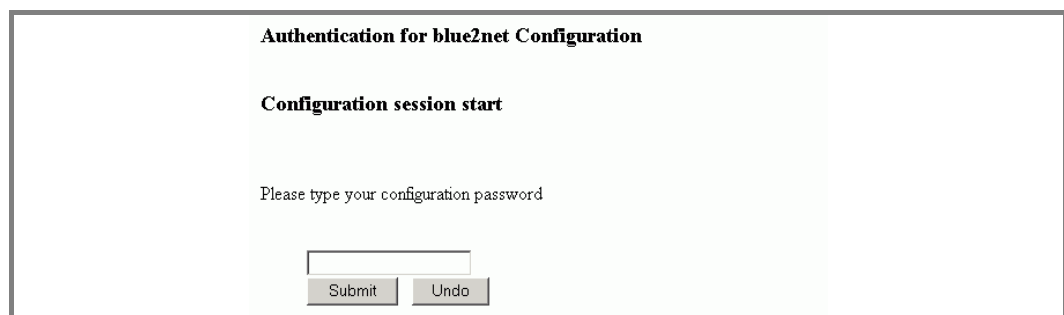 Authentication for blue2net Configuration
Configuration session start
Please type your configuration password
Submit Undo